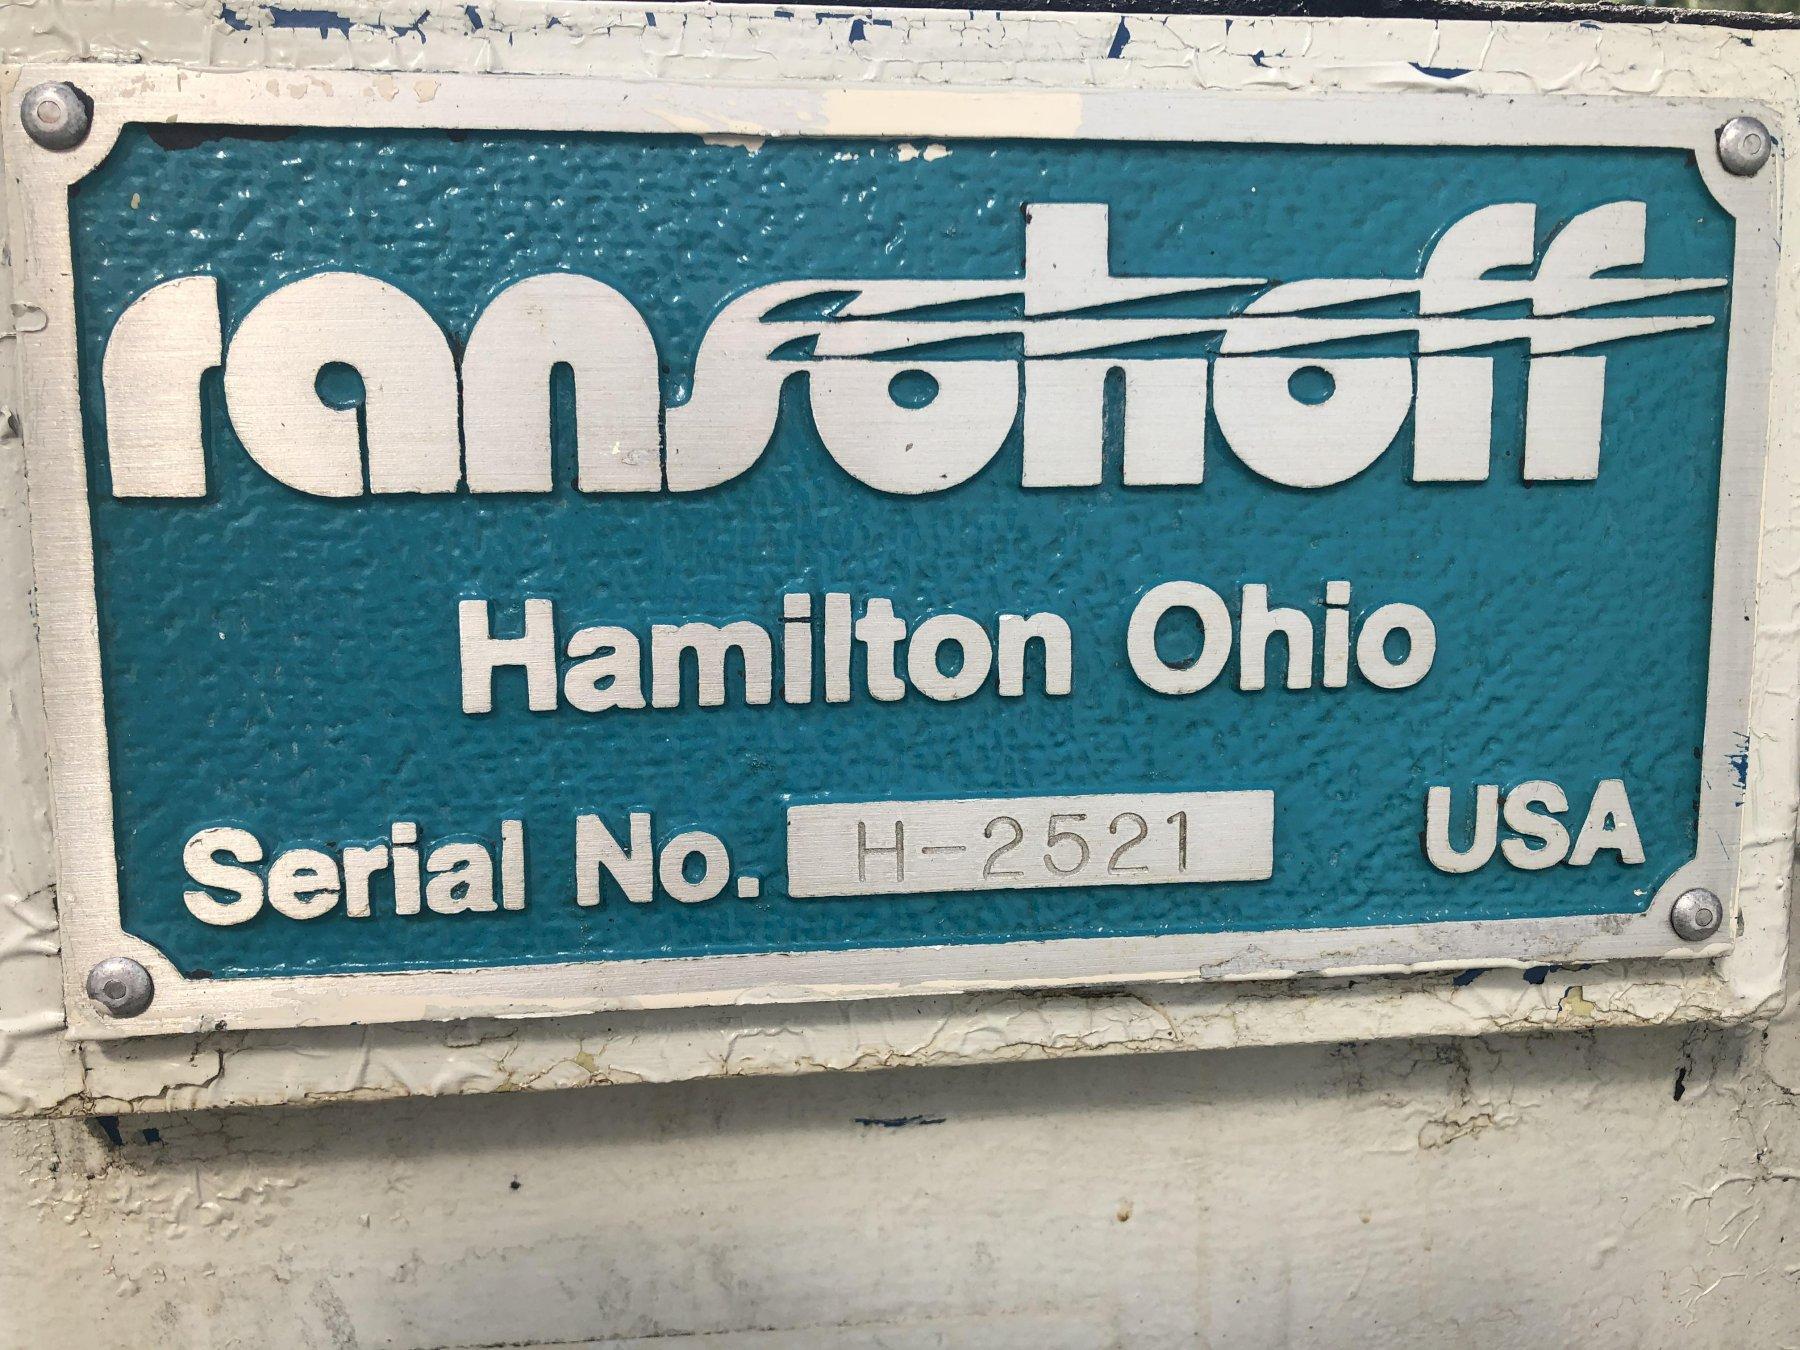 ransohoff
Hamilton Ohio
Serial No. H-2521 USA